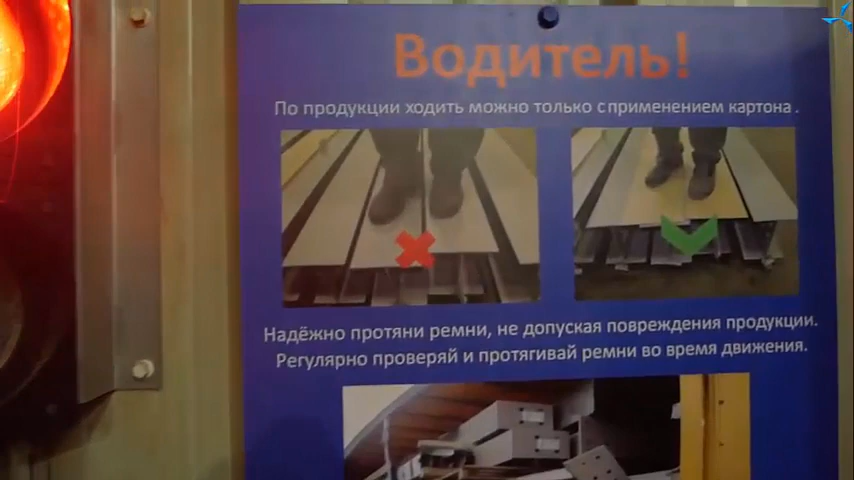 Водитель!
По продукции ходить можно только с применением картона .
Надёжно протяни ремни, не допуская повреждения продукции.
Регулярно проверяй и протягивай ремни во время движения.